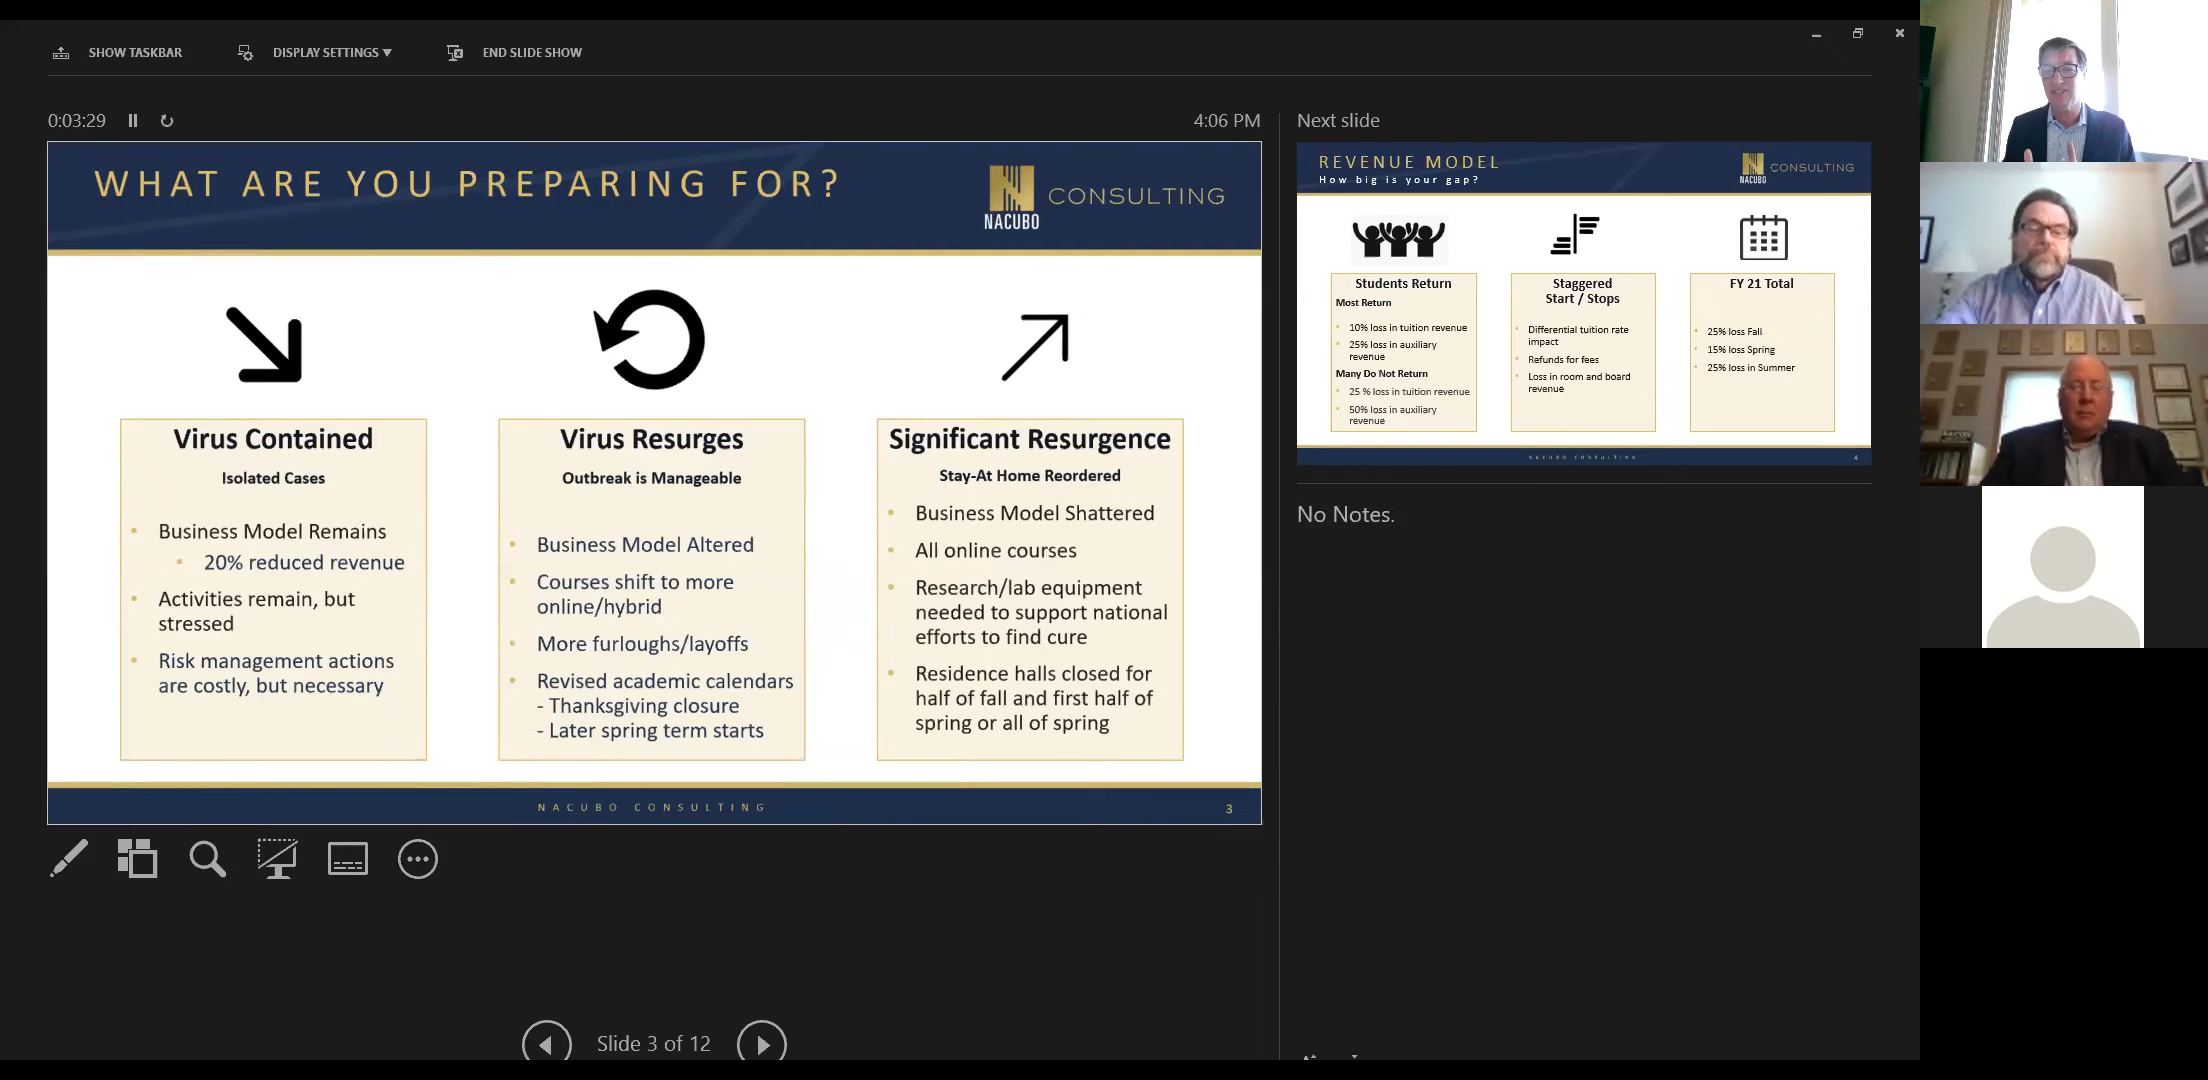 SHOW TASKBAR
DISPLAY SETTINGS
END SLIDE SHOW
0:03:29
4:06 PM
WHAT ARE YOU PREPARING FOR?
NACUBO
CONSULTING
Virus Contained
Isolated Cases
• Business Model Remains
• 20% reduced revenue
• Activities remain, but
stressed
• Risk management actions
are costly, but necessary
Virus Resurges
Outbreak is Manageable
• Business Model Altered
• Courses shift to more
online/hybrid
• More furloughs/layoffs
• Revised academic calendars
- Thanksgiving closure
- Later spring term starts
Significant Resurgence
Stay-At Home Reordered
• Business Model Shattered
• All online courses
• Research/lab equipment
needed to support national
efforts to find cure
• Residence halls closed for
half of fall and first half of
spring or all of spring
NACUBO CONSULTING
3
Slide 3 of 12
Next slide
REVENUE MODEL
How big is your gap?
NACUBO
CONSULTING
Students Return
Most Return
• 10% loss in tuition revenue
• 25% loss in auxiliary
revenue
Many Do Not Return
• 25 % loss in tuition revenue
• 50% loss in auxiliary
revenue
Staggered
Start / Stops
• Differential tuition rate
impact
• Refunds for fees
• Loss in room and board
revenue
FY 21 Total
• 25% loss Fall
• 15% loss Spring
• 25% loss in Summer
NACUBO CONSULTING
4
No Notes.